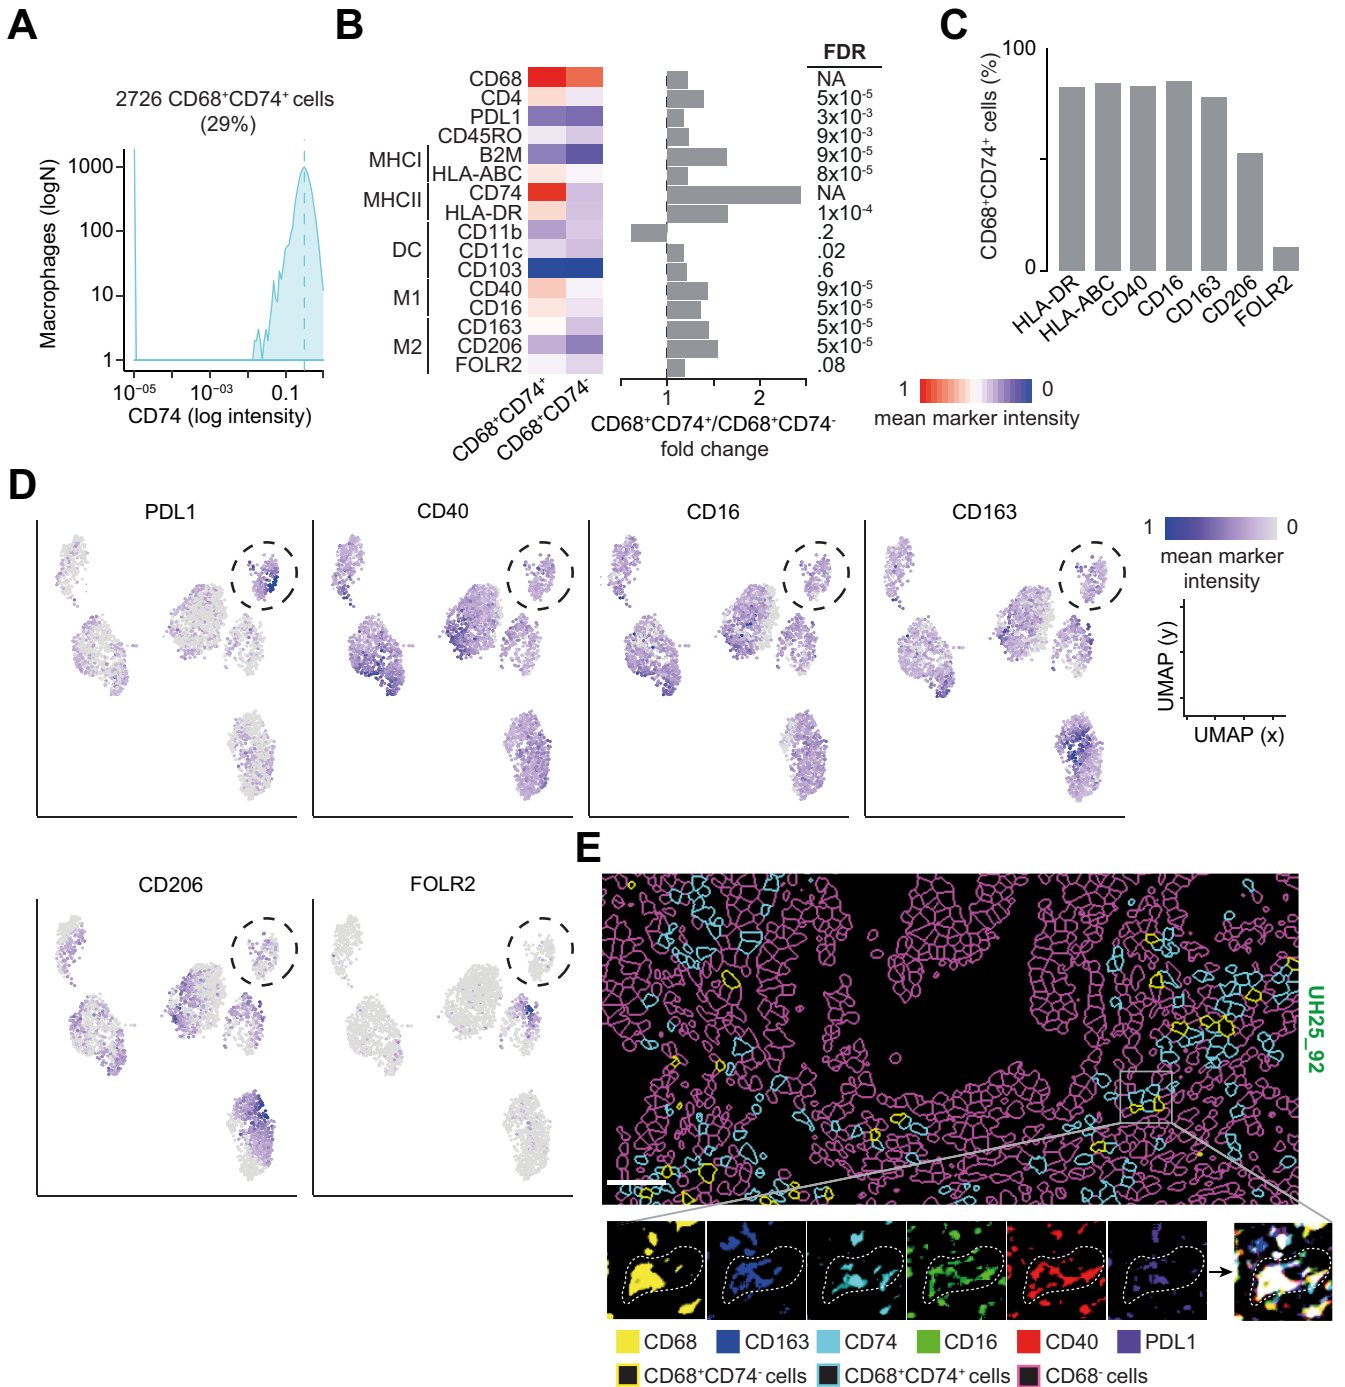 A
2726 CD68⁺CD74⁺ cells
(29%)
Macrophages (logN)
1000
100
10
1
10⁻⁰⁵
10⁻⁰³
0.1
CD74 (log intensity)
B
FDR
CD68 NA
CD4 5x10⁻⁵
PDL1 3x10⁻³
CD45RO 9x10⁻³
MHCI
B2M 9x10⁻⁵
HLA-ABC 8x10⁻⁵
MHCII
CD74 NA
HLA-DR 1x10⁻⁴
DC
CD11b .2
CD11c .02
CD103 .6
M1
CD40 9x10⁻⁵
CD16 5x10⁻⁵
M2
CD163 5x10⁻⁵
CD206 5x10⁻⁵
FOLR2 .08
CD68⁺CD74⁺
CD68⁺CD74⁻
1 2
CD68⁺CD74⁺/CD68⁺CD74⁻
fold change
1 0
mean marker intensity
C
CD68⁺CD74⁺ cells (%)
100
0
HLA-DR
HLA-ABC
CD40
CD16
CD163
CD206
FOLR2
D
PDL1
CD40
CD16
CD163
1 0
mean marker
intensity
UMAP (y)
UMAP (x)
CD206
FOLR2
E
UH25_92
CD68 CD163 CD74 CD16 CD40 PDL1
CD68⁺CD74⁻ cells CD68⁺CD74⁺ cells CD68⁻ cells